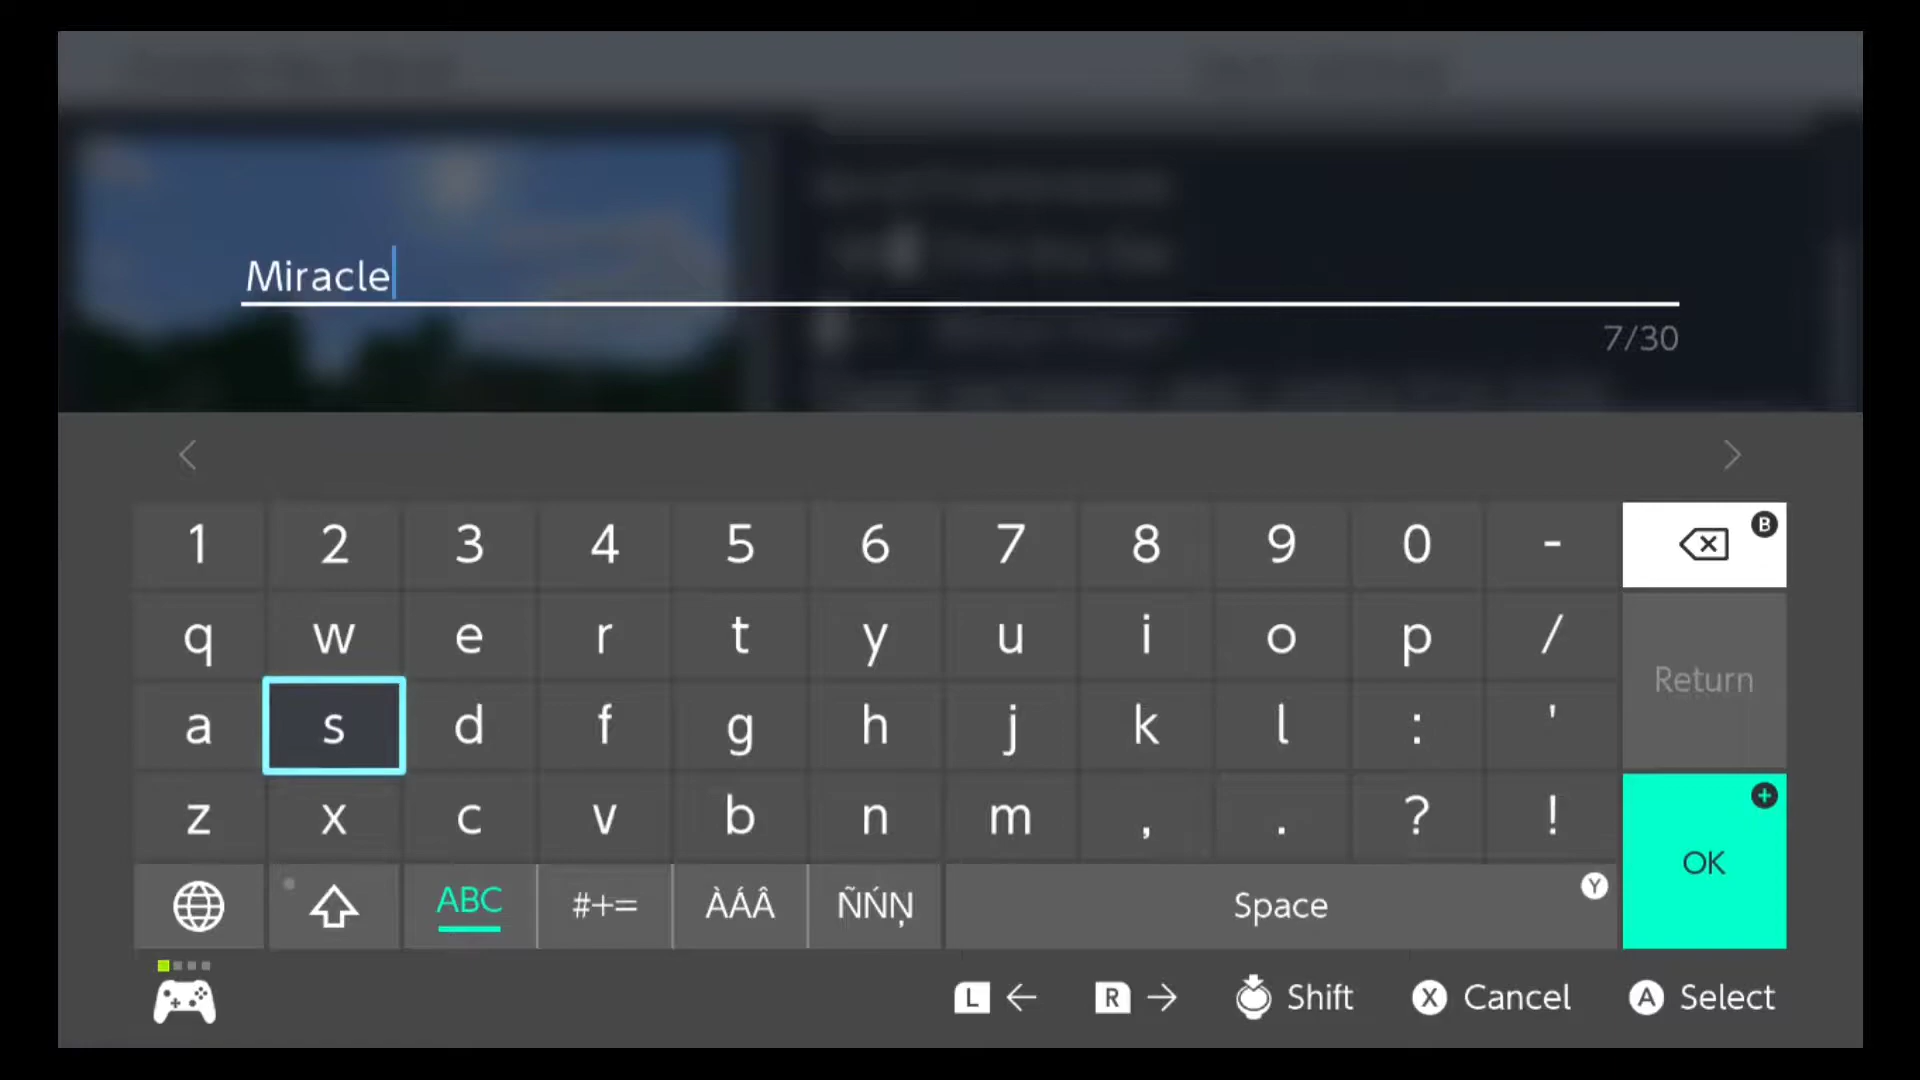 Miracle
7/30
1 2 3 4 5 6 7 8 9 0 - B
q w e r t y u i o p /
Return
a s d f g h j k l : '
z x c v b n m , . ? !
OK
ABC #+= ÀÁÂ ÑŃŅ Space Y
L ← R → Shift X Cancel A Select